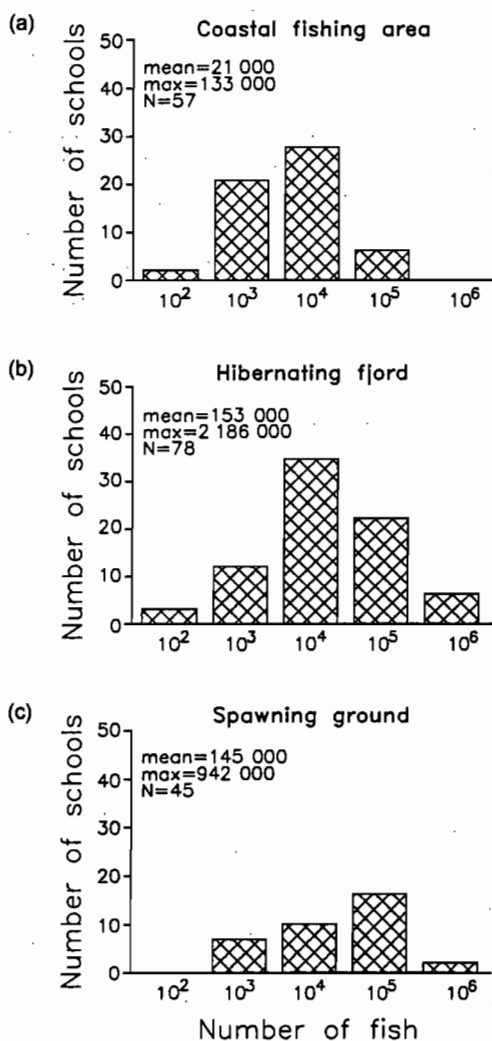 (a)
Coastal fishing area
mean=21 000
max=133 000
N=57
Number of schools
50
40
30
20
10
0
10² 10³ 10⁴ 10⁵ 10⁶
(b)
Hibernating fjord
mean=153 000
max=2 186 000
N=78
Number of schools
50
40
30
20
10
0
10² 10³ 10⁴ 10⁵ 10⁶
(c)
Spawning ground
mean=145 000
max=942 000
N=45
Number of schools
50
40
30
20
10
0
10² 10³ 10⁴ 10⁵ 10⁶
Number of fish